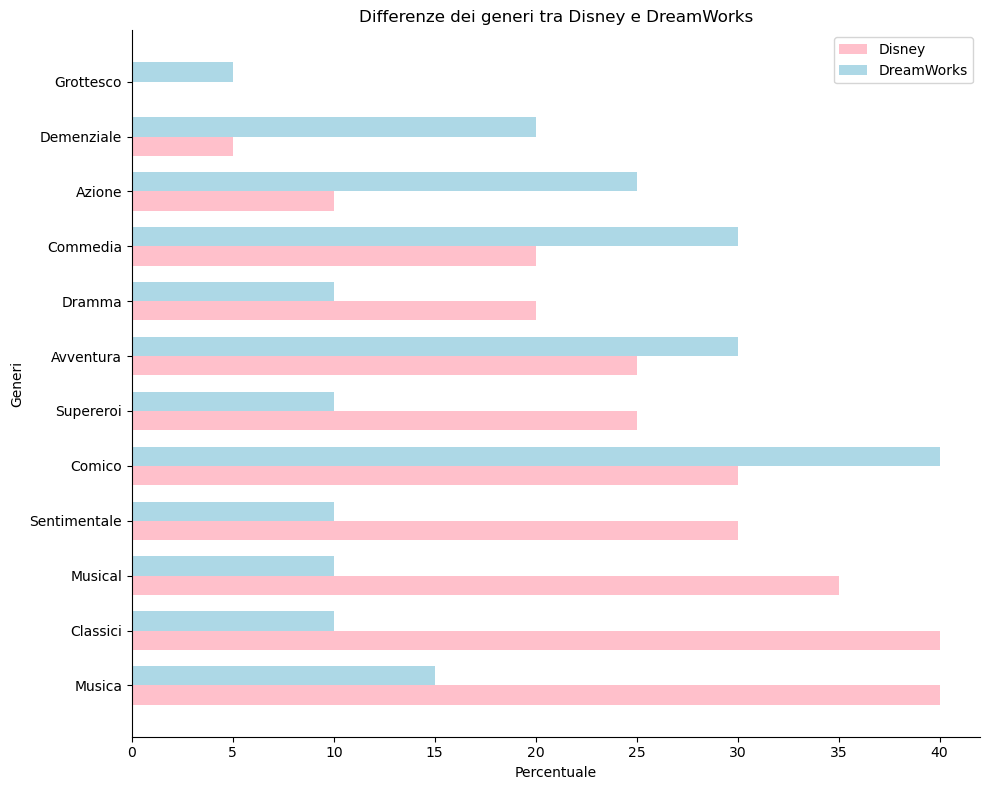 Differenze dei generi tra Disney e DreamWorks
Disney
DreamWorks
Generi
Grottesco
Demenziale
Azione
Commedia
Dramma
Avventura
Supereroi
Comico
Sentimentale
Musical
Classici
Musica
0 5 10 15 20 25 30 35 40
Percentuale